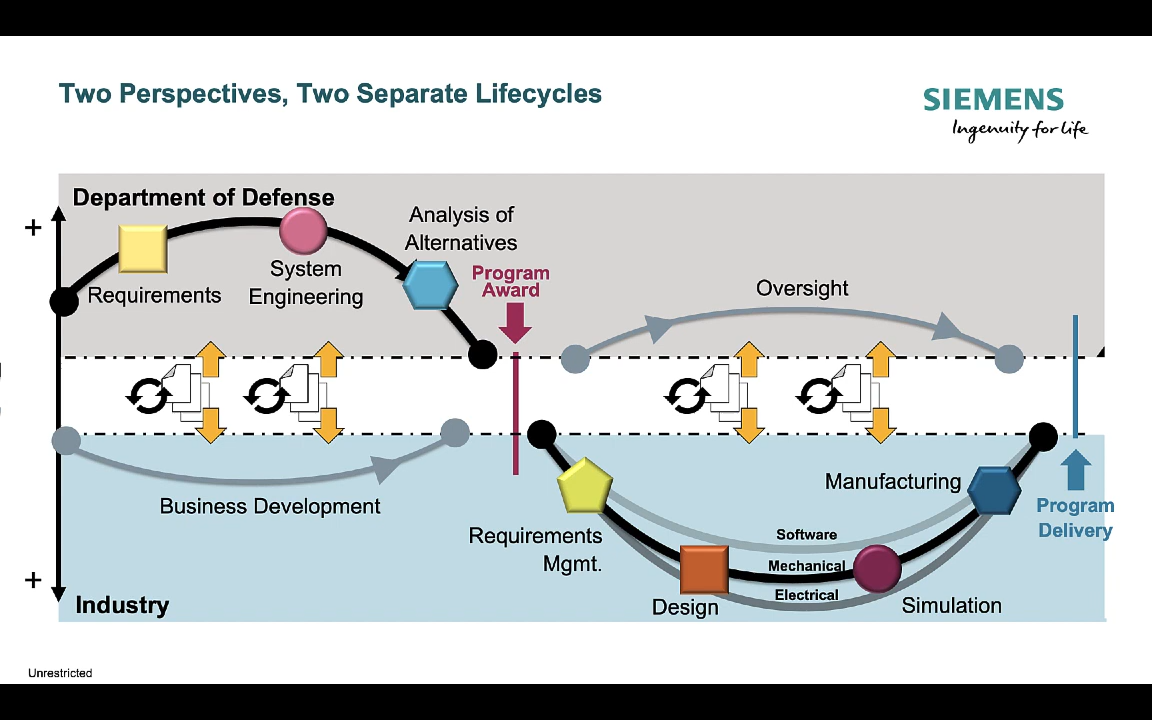 Two Perspectives, Two Separate Lifecycles
SIEMENS
Ingenuity for life
Department of Defense
+
Analysis of
Alternatives
System
Engineering
Requirements
Program
Award
Oversight
Business Development
Manufacturing
Requirements
Mgmt.
Software
Mechanical
Electrical
Program
Delivery
+
Industry
Design
Simulation
Unrestricted